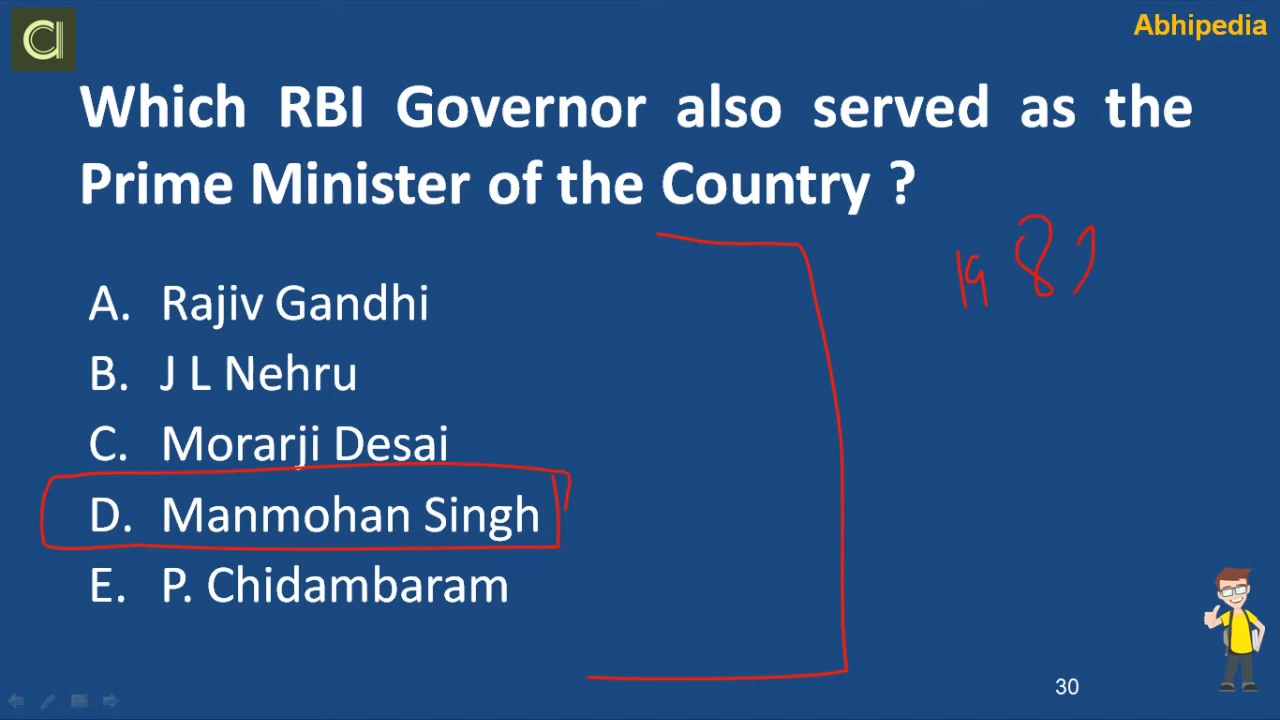 Abhipedia
Which RBI Governor also served as the
Prime Minister of the Country ?
A. Rajiv Gandhi
B. J L Nehru
C. Morarji Desai
D. Manmohan Singh
E. P. Chidambaram
30